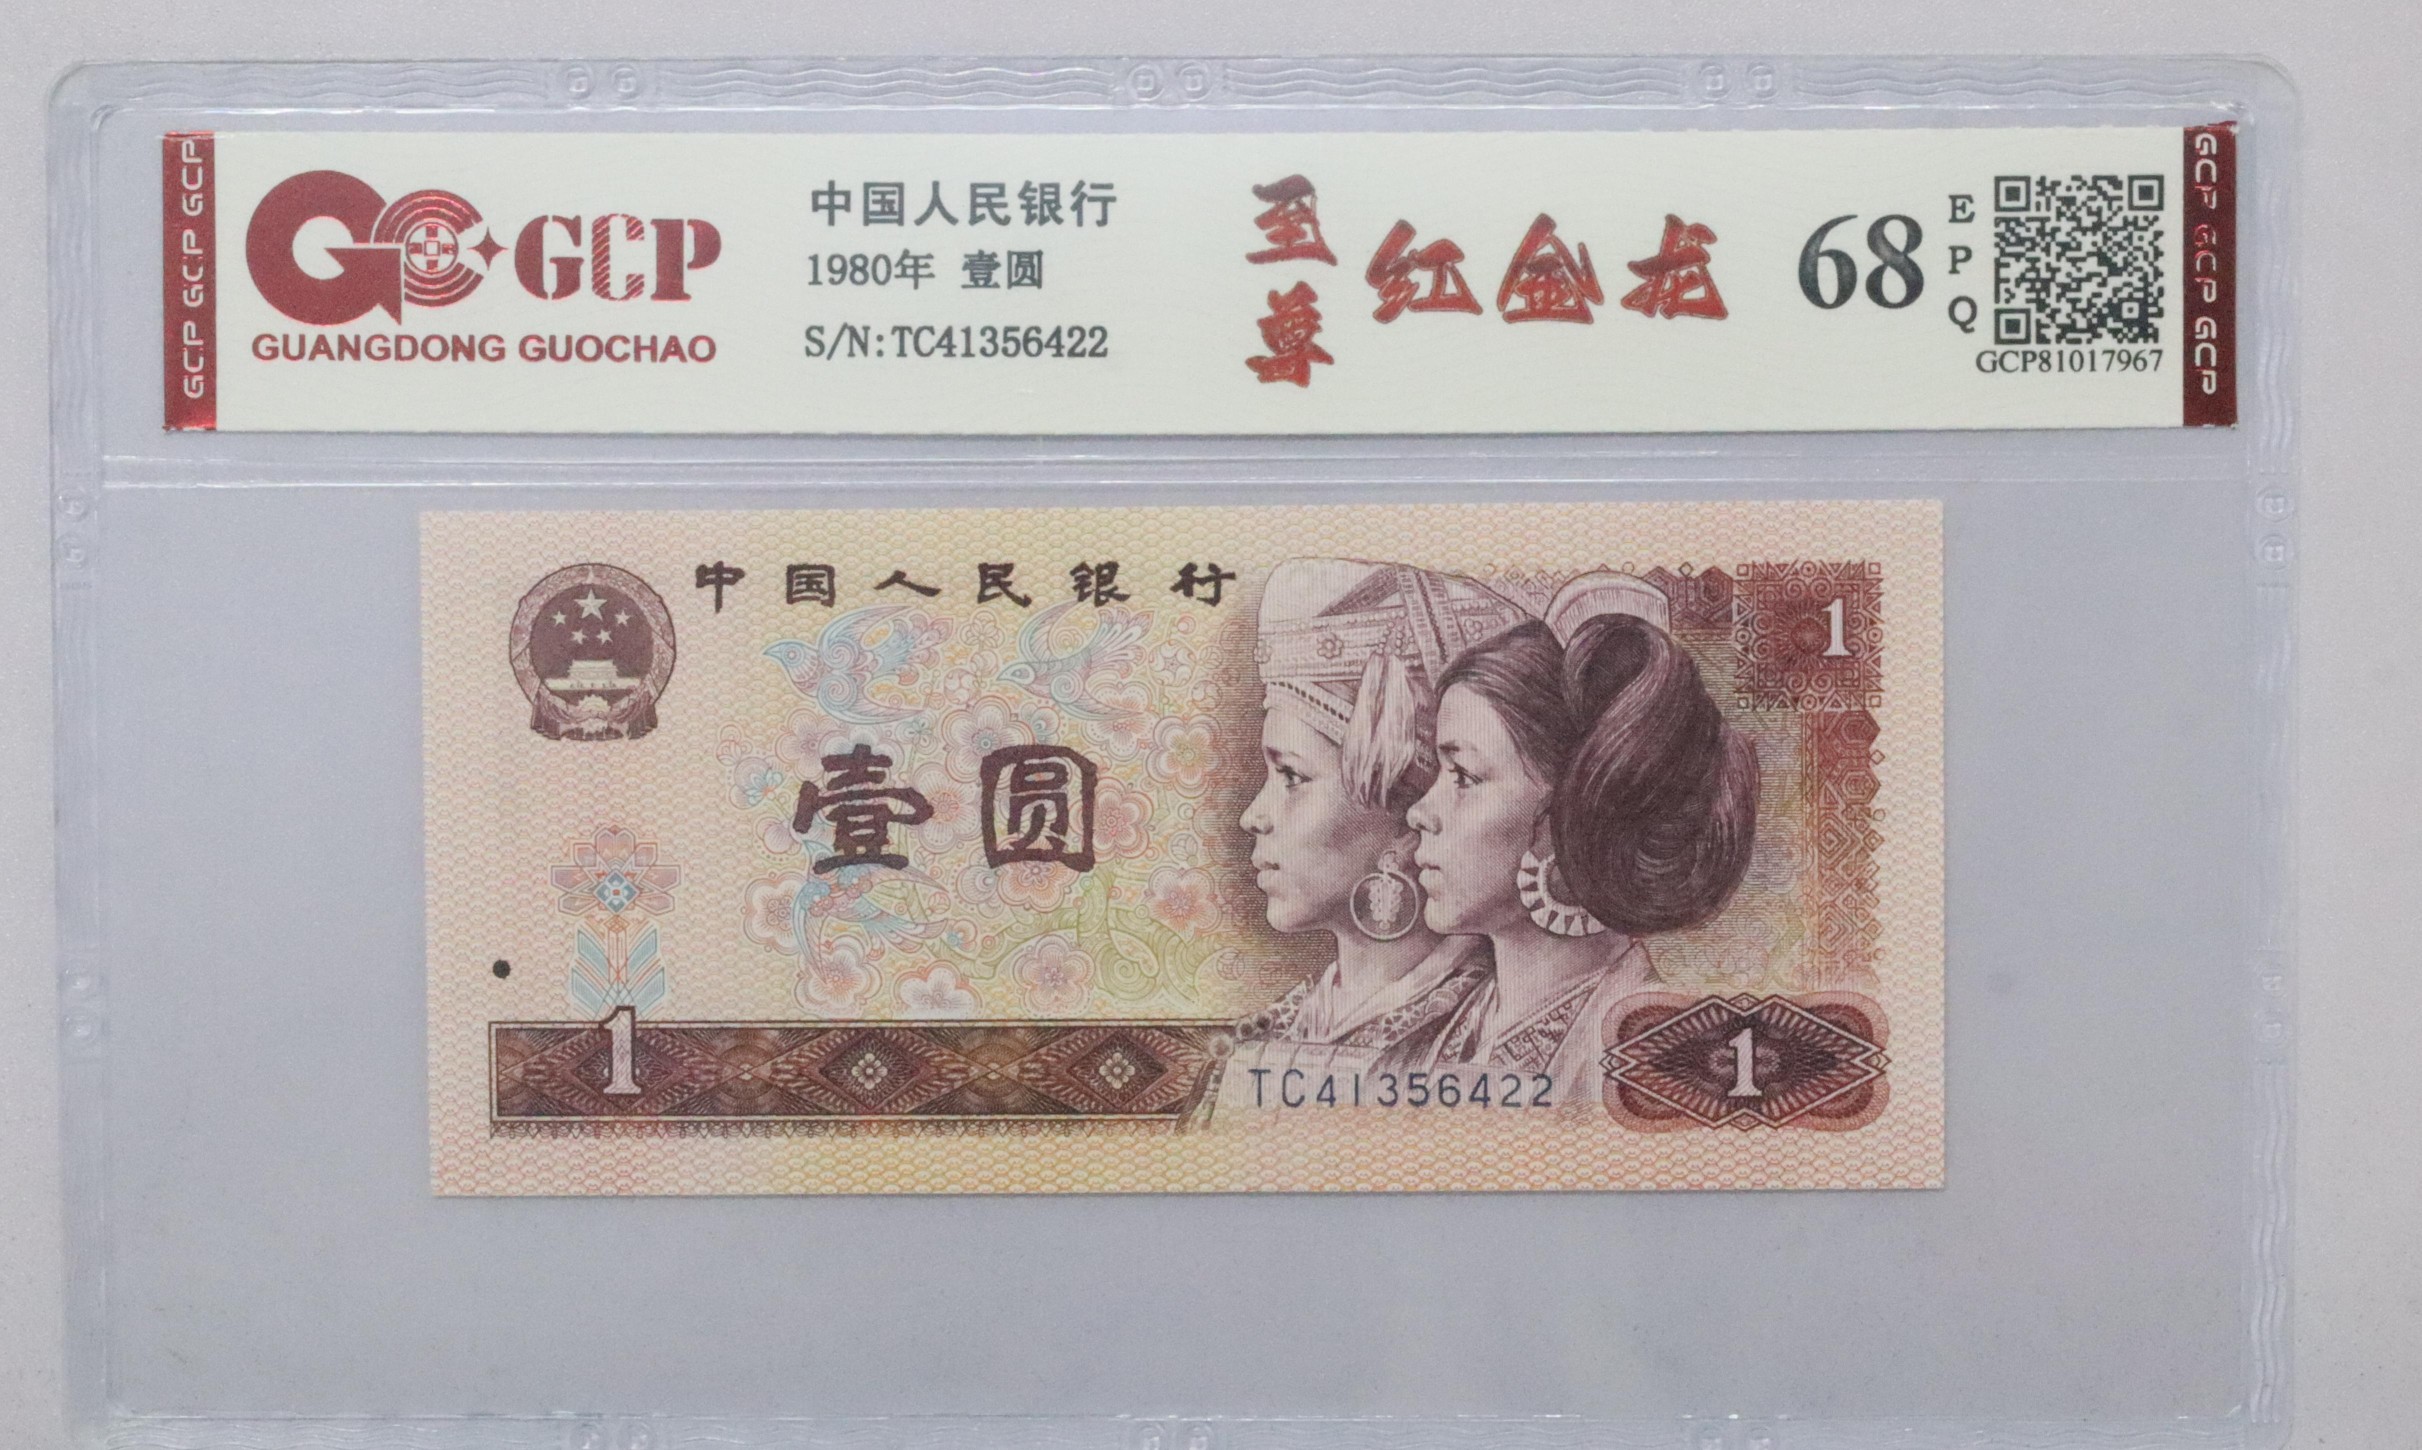 GCP GCP GCP
GCP
GUANGDONG GUOCHAO
中国人民银行
1980年 壹圆
S/N:TC41356422
至尊
红金龙
68
EPQ
GCP81017967
GCP GCP GCP
中国人民银行
1
壹圆
1
TC41356422
1